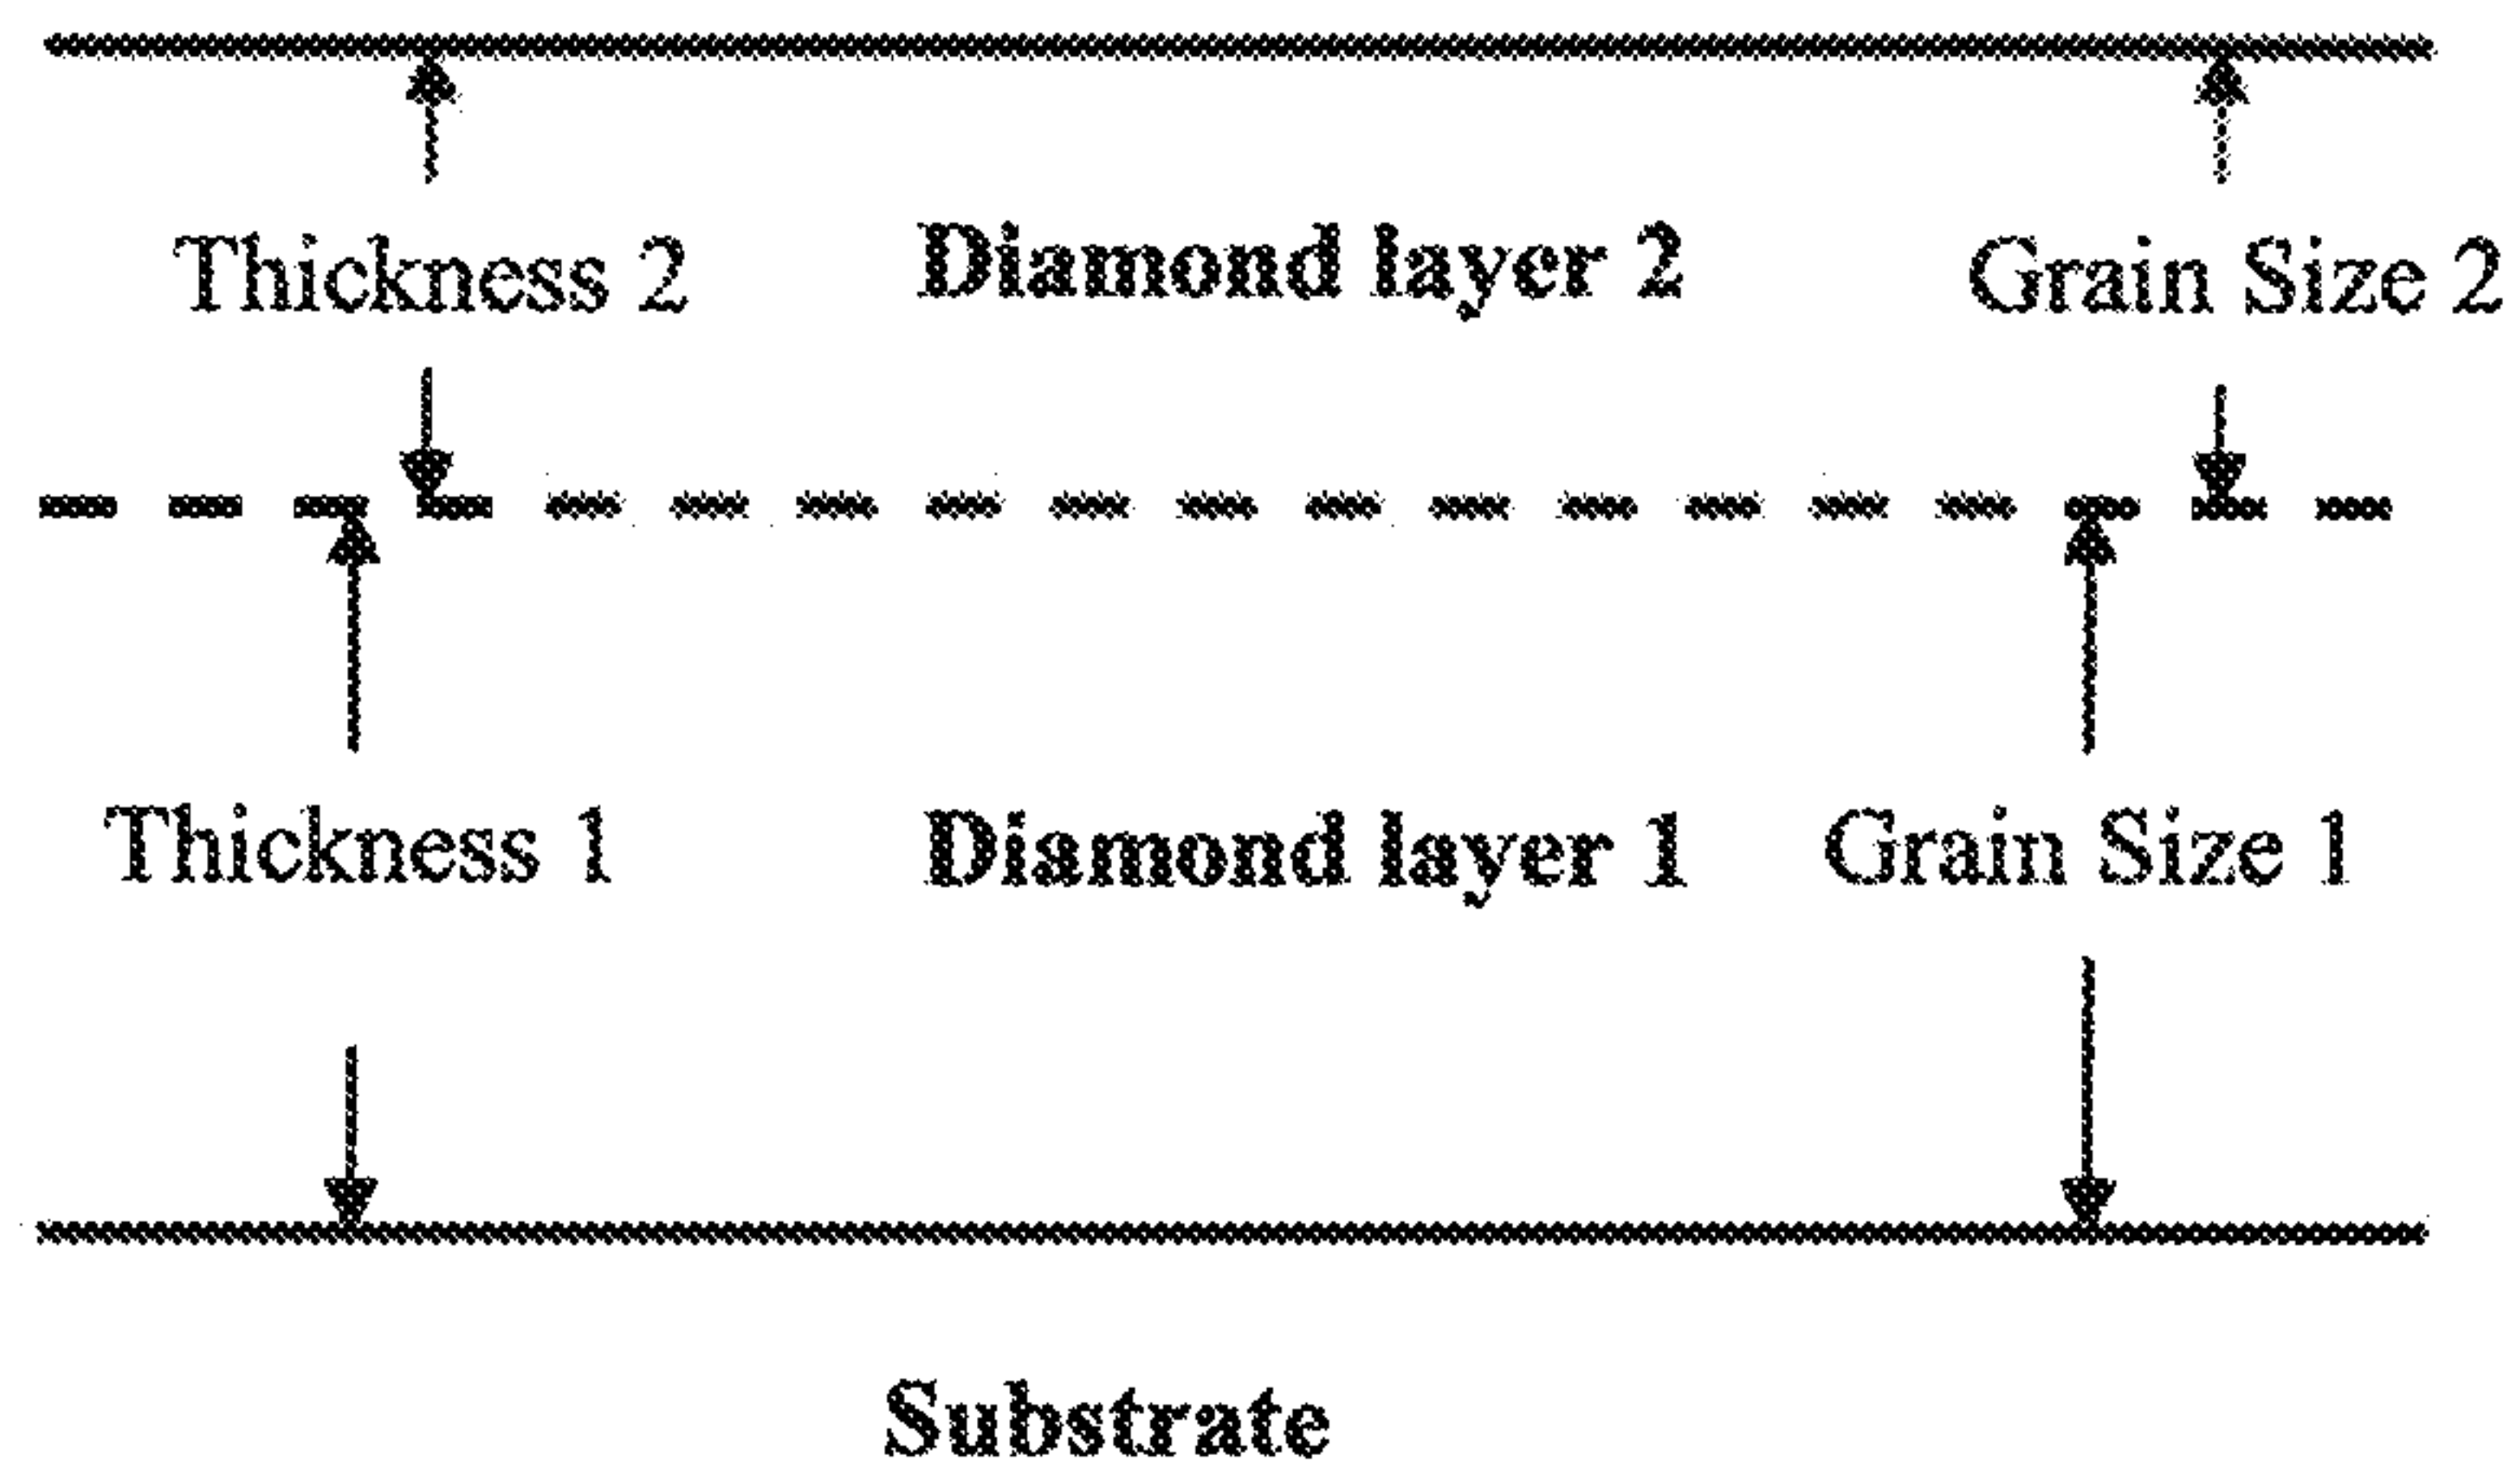 Thickness 2 Diamond layer 2 Grain Size 2
Thickness 1 Diamond layer 1 Grain Size 1
Substrate